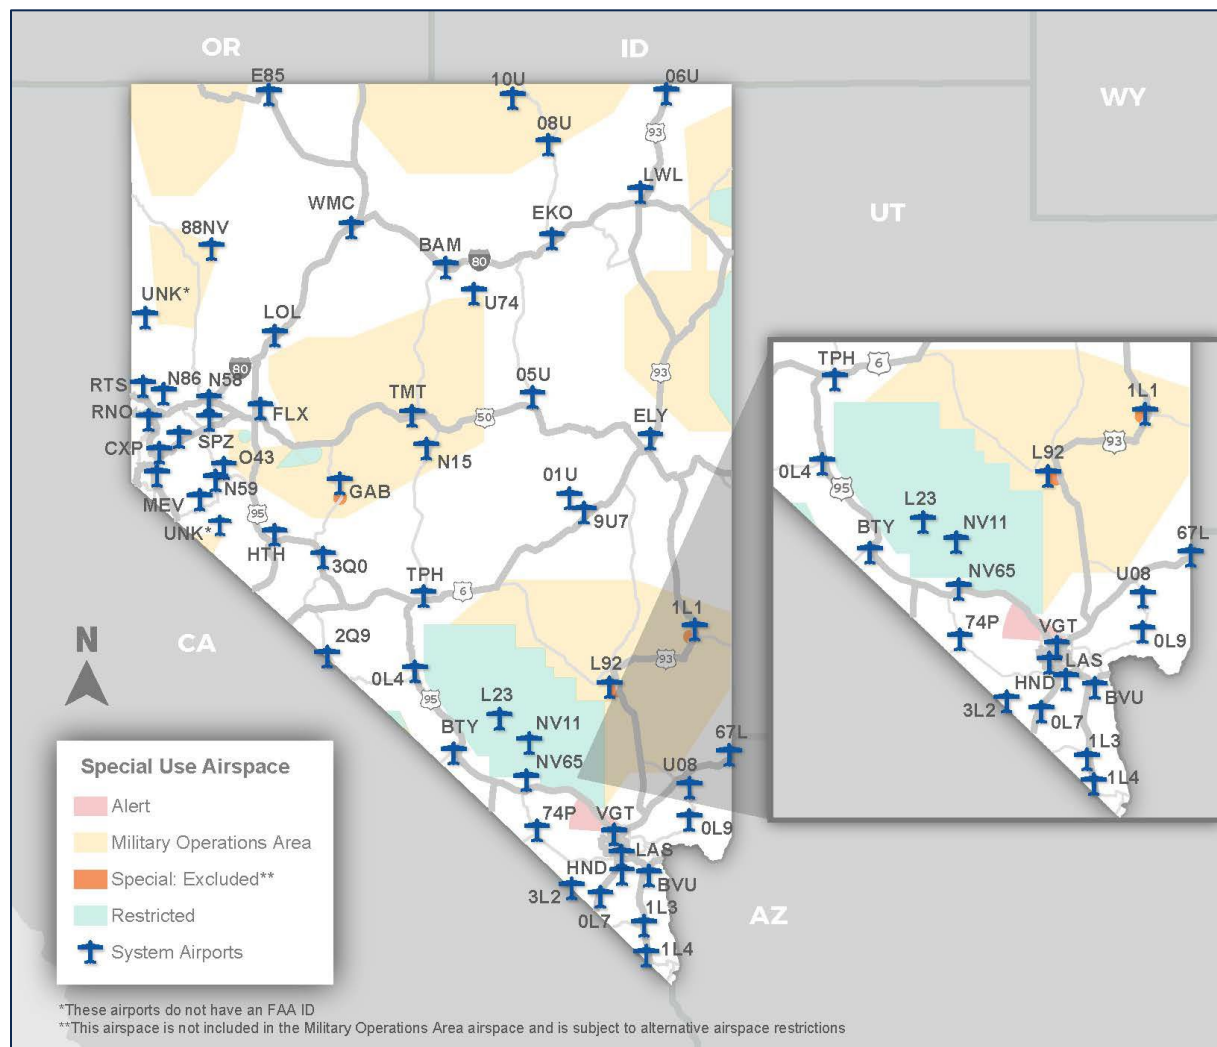 OR
ID
WY
UT
CA
AZ
N
E85
10U
06U
93
08U
LWL
WMC
EKO
88NV
BAM
80
U74
UNK*
LOL
80
RTS
N86
N58
RNO
FLX
TMT
05U
93
50
ELY
CXP
SPZ
O43
N15
MEV
N59
GAB
01U
9U7
UNK*
95
HTH
3Q0
TPH
6
1L1
2Q9
0L4
93
L92
95
L23
BTY
NV11
67L
NV65
U08
74P
VGT
0L9
LAS
HND
BVU
3L2
0L7
1L3
1L4
TPH
6
1L1
93
L92
0L4
95
L23
NV11
BTY
67L
NV65
U08
74P
VGT
0L9
LAS
HND
BVU
3L2
0L7
1L3
1L4
Special Use Airspace
Alert
Military Operations Area
Special: Excluded**
Restricted
System Airports
*These airports do not have an FAA ID
**This airspace is not included in the Military Operations Area airspace and is subject to alternative airspace restrictions